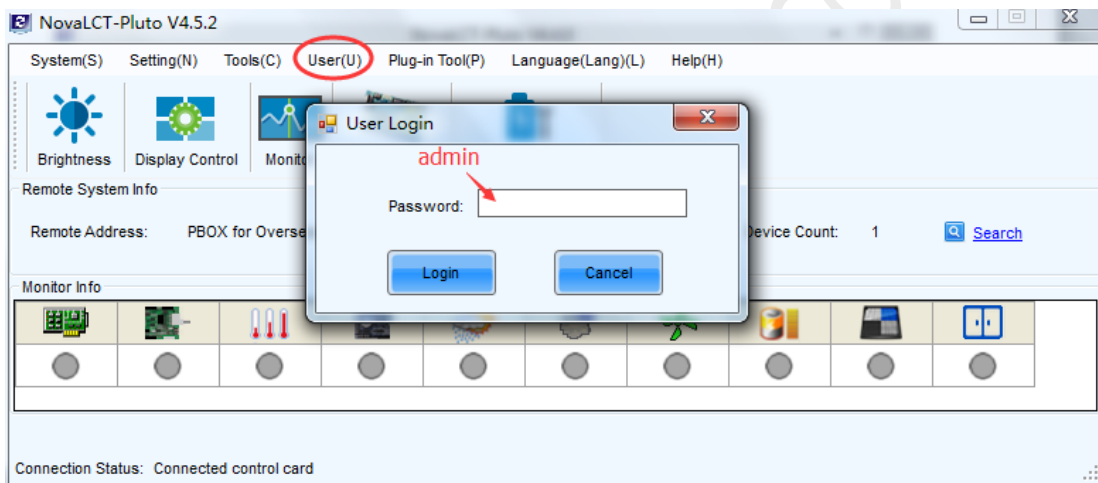 NovaLCT-Pluto V4.5.2
System(S) Setting(N) Tools(C) User(U) Plug-in Tool(P) Language(Lang)(L) Help(H)
User Login
admin
Brightness Display Control
Remote System Info
Password:
Remote Address: PBOX for Device Count: 1 Search
Login Cancel
Monitor Info
Connection Status: Connected control card